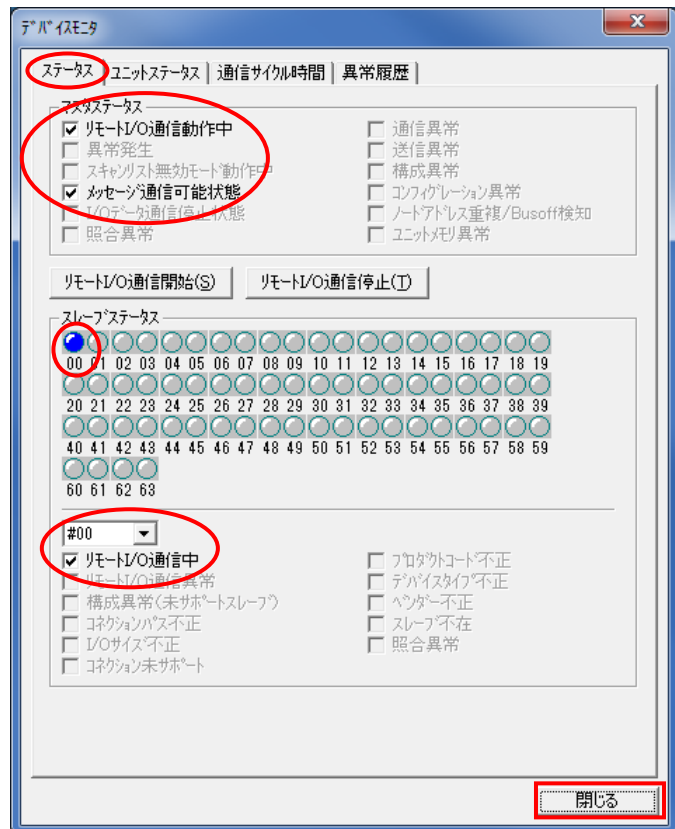 デバイスモニタ
ステータス ユニットステータス 通信サイクル時間 異常履歴
マスタステータス
リモートI/O通信動作中 通信異常
異常発生 送信異常
スキャンリスト無効モード動作中 構成異常
メッセージ通信可能状態 コンフィグレーション異常
I/Oデータ通信停止状態 ノードアドレス重複/Busoff検知
照合異常 ユニットメモリ異常
リモートI/O通信開始(S) リモートI/O通信停止(T)
スレーブステータス
00 01 02 03 04 05 06 07 08 09 10 11 12 13 14 15 16 17 18 19
20 21 22 23 24 25 26 27 28 29 30 31 32 33 34 35 36 37 38 39
40 41 42 43 44 45 46 47 48 49 50 51 52 53 54 55 56 57 58 59
60 61 62 63
#00
リモートI/O通信中 プロダクトコード不正
リモートI/O通信異常 デバイスタイプ不正
構成異常(未サポートスレーブ) ベンダー不正
コネクションパス不正 スレーブ不在
I/Oサイズ不正 照合異常
コネクション未サポート
閉じる